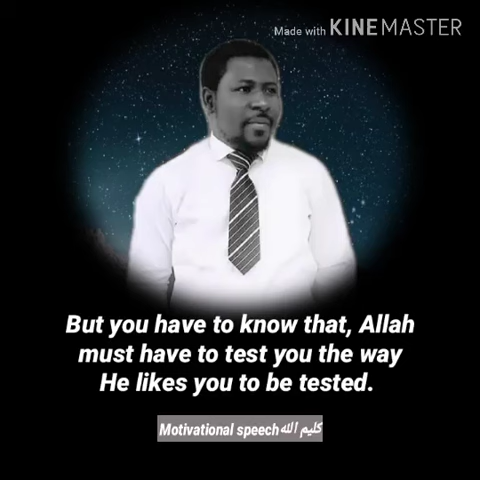 Made with KINEMASTER
But you have to know that, Allah
must have to test you the way
He likes you to be tested.
Motivational speech كليم الله